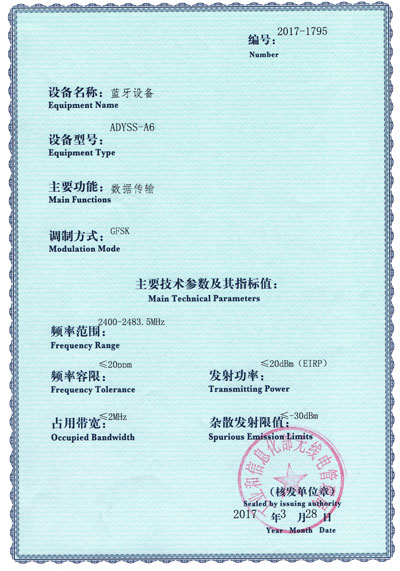 编号: 2017-1795
Number
设备名称: 蓝牙设备
Equipment Name
ADYSS-A6
设备型号:
Equipment Type
主要功能: 数据传输
Main Functions
调制方式: GFSK
Modulation Mode
主要技术参数及其指标值:
Main Technical Parameters
2400-2483.5MHz
频率范围:
Frequency Range
≤20ppm ≤20dBm (EIRP)
频率容限: 发射功率:
Frequency Tolerance Transmitting Power
≤2MHz ≤-30dBm
占用带宽: 杂散发射限值:
Occupied Bandwidth Spurious Emission Limits
工业和信息化部无线电管理局
(核发单位章)
Sealed by issuing authority
2017 年 3 月 28 日
Year Month Date